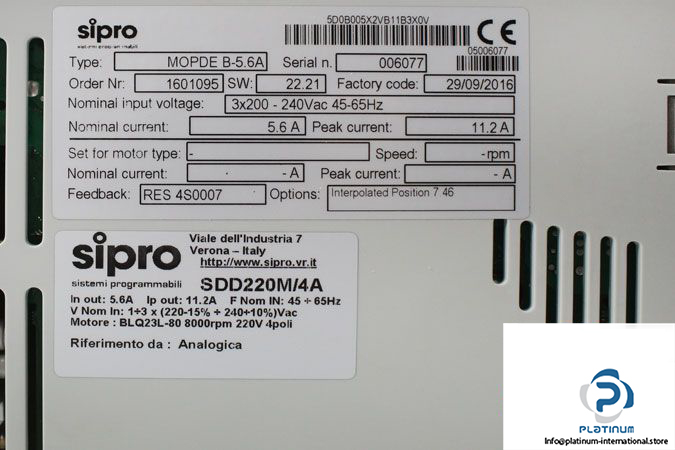 sipro
sistemi programmabili
5D0B005X2VB11B3X0V
CE
05006077
Type: MOPDE B-5.6A Serial n. 006077
Order Nr: 1601095 SW: 22.21 Factory code: 29/09/2016
Nominal input voltage: 3x200 - 240Vac 45-65Hz
Nominal current: 5.6 A Peak current: 11.2 A
Set for motor type: - Speed: -rpm
Nominal current: - A Peak current: - A
Feedback: RES 4S0007 Options: Interpolated Position 7 46
sipro
sistemi programmabili
Viale dell'Industria 7
Verona – Italy
http://www.sipro.vr.it
SDD220M/4A
In out: 5.6A Ip out: 11.2A F Nom IN: 45 ÷ 65Hz
V Nom In: 1÷3 x (220-15% ÷ 240+10%)Vac
Motore : BLQ23L-80 8000rpm 220V 4poli
Riferimento da : Analogica
PLATINUM
Info@platinum-international.store